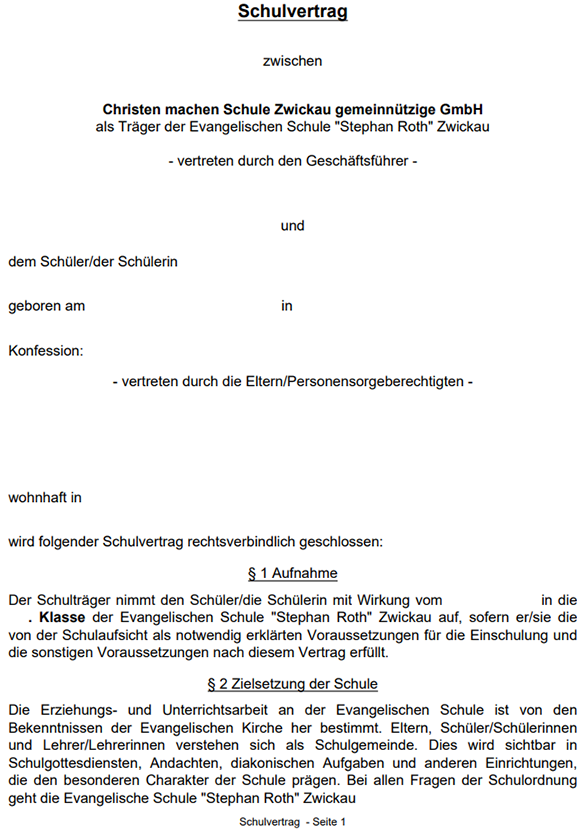 Schulvertrag
zwischen
Christen machen Schule Zwickau gemeinnützige GmbH
als Träger der Evangelischen Schule "Stephan Roth" Zwickau
- vertreten durch den Geschäftsführer -
und
dem Schüler/der Schülerin
geboren am in
Konfession:
- vertreten durch die Eltern/Personensorgeberechtigten -
wohnhaft in
wird folgender Schulvertrag rechtsverbindlich geschlossen:
§ 1 Aufnahme
Der Schulträger nimmt den Schüler/die Schülerin mit Wirkung vom in die
. Klasse der Evangelischen Schule "Stephan Roth" Zwickau auf, sofern er/sie die
von der Schulaufsicht als notwendig erklärten Voraussetzungen für die Einschulung und
die sonstigen Voraussetzungen nach diesem Vertrag erfüllt.
§ 2 Zielsetzung der Schule
Die Erziehungs- und Unterrichtsarbeit an der Evangelischen Schule ist von den
Bekenntnissen der Evangelischen Kirche her bestimmt. Eltern, Schüler/Schülerinnen
und Lehrer/Lehrerinnen verstehen sich als Schulgemeinde. Dies wird sichtbar in
Schulgottesdiensten, Andachten, diakonischen Aufgaben und anderen Einrichtungen,
die den besonderen Charakter der Schule prägen. Bei allen Fragen der Schulordnung
geht die Evangelische Schule "Stephan Roth" Zwickau
Schulvertrag - Seite 1